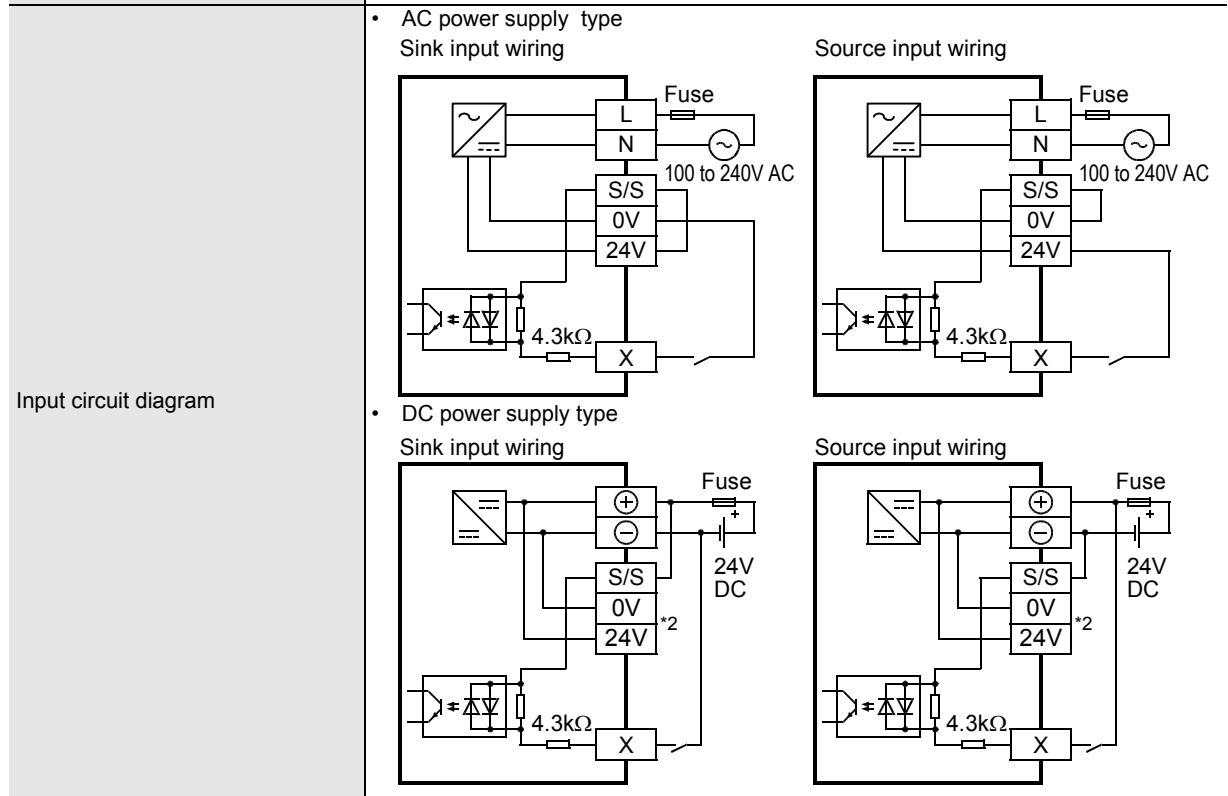 Input circuit diagram
• AC power supply type
Sink input wiring
L
N
S/S
0V
24V
X
Fuse
100 to 240V AC
4.3kΩ
Source input wiring
L
N
S/S
0V
24V
X
Fuse
100 to 240V AC
4.3kΩ
• DC power supply type
Sink input wiring
S/S
0V
24V
X
Fuse
+
24V
DC
*2
4.3kΩ
Source input wiring
S/S
0V
24V
X
Fuse
+
24V
DC
*2
4.3kΩ